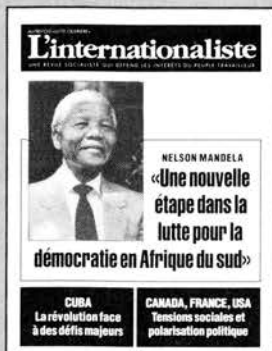 L'internationaliste
UNE REVUE SOCIALISTE QUI DÉFEND LES INTÉRÊTS DU PEUPLE TRAVAILLEUR
NELSON MANDELA
«Une nouvelle
étape dans la
lutte pour la
démocratie en Afrique du sud»
CUBA
La révolution face
à des défis majeurs
CANADA, FRANCE, USA
Tensions sociales et
polarisation politique